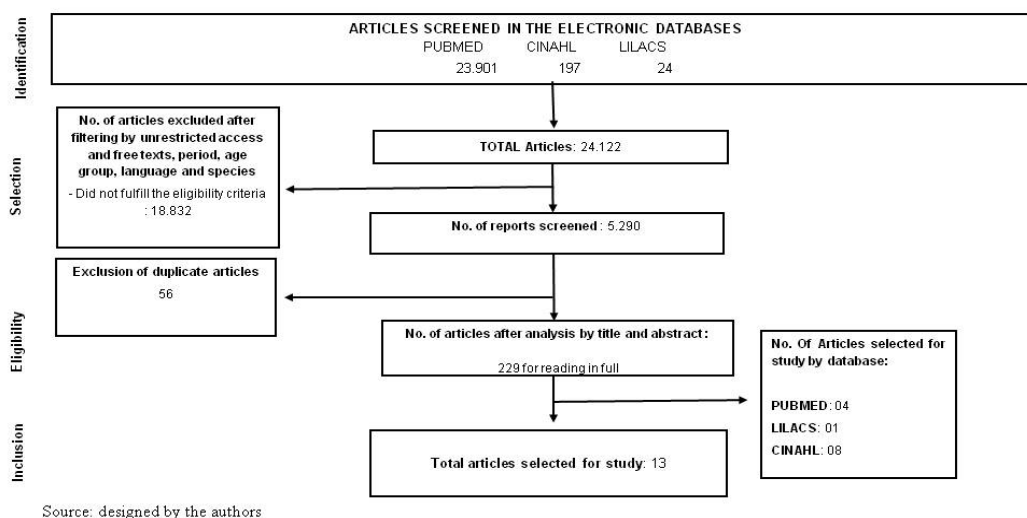 ARTICLES SCREENED IN THE ELECTRONIC DATABASES
PUBMED CINAHL LILACS
23.901 197 24
Identification
No. of articles excluded after
filtering by unrestricted access
and free texts, period, age
group, language and species
- Did not fulfill the eligibility criteria
: 18.832
TOTAL Articles: 24.122
Selection
No. of reports screened : 5.290
Exclusion of duplicate articles
56
No. of articles after analysis by title and abstract :
229 for reading in full
Eligibility
No. Of Articles selected for
study by database:
PUBMED: 04
LILACS: 01
CINAHL: 08
Total articles selected for study: 13
Inclusion
Source: designed by the authors